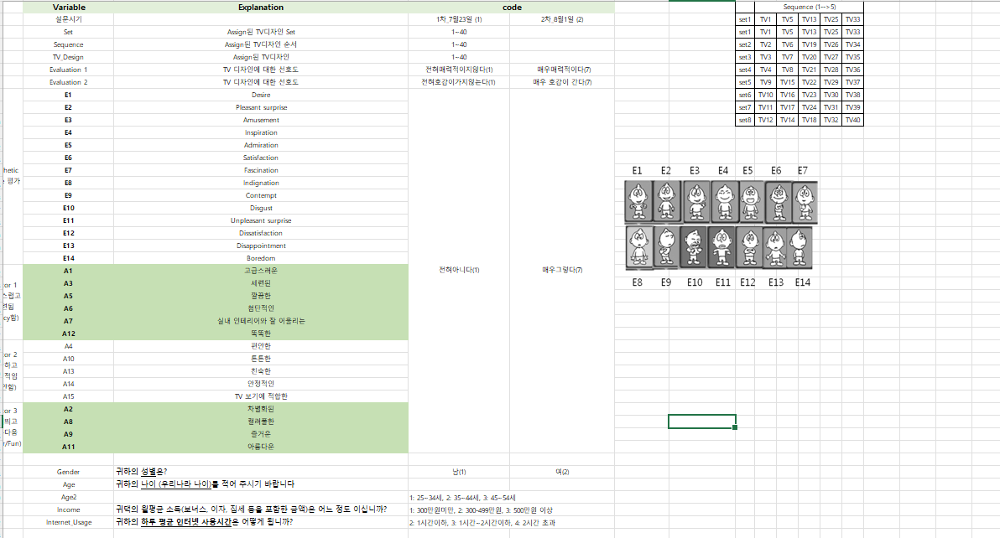 Variable Explanation code
설문시기 1차_7월23일 (1) 2차_8월1일 (2)
Set Assign된 TV디자인 Set 1~40
Sequence Assign된 TV디자인 순서 1~40
TV_Design Assign된 TV디자인 1~40
Evaluation 1 TV 디자인에 대한 선호도 전혀매력적이지않다(1) 매우매력적이다(7)
Evaluation 2 TV 디자인에 대한 선호도 전혀호감이가지않는다(1) 매우 호감이 간다(7)
hetic
평가
E1 Desire
E2 Pleasant surprise
E3 Amusement
E4 Inspiration
E5 Admiration
E6 Satisfaction
E7 Fascination
E8 Indignation
E9 Contempt
E10 Disgust
E11 Unpleasant surprise
E12 Dissatisfaction
E13 Disappointment
E14 Boredom
or 1
스럽고
련됨
cy함)
A1 고급스러운 전혀아니다(1) 매우그렇다(7)
A3 세련된
A5 깔끔한
A6 첨단적인
A7 실내 인테리어와 잘 어울리는
A12 똑똑한
or 2
하고
적임
안함)
A4 편안한
A10 튼튼한
A13 친숙한
A14 안정적인
A15 TV 보기에 적합한
or 3
띄고
다움
r/Fun)
A2 차별화된
A8 컬러풀한
A9 즐거운
A11 아름다운
Gender 귀하의 성별은? 남(1) 여(2)
Age 귀하의 나이 (우리나라 나이)를 적어 주시기 바랍니다
Age2 1: 25~34세, 2: 35~44세, 3: 45~54세
Income 귀댁의 월평균 소득(보너스, 이자, 집세 등을 포함한 금액)은 어느 정도 이십니까? 1: 300만원미만, 2: 300-499만원, 3: 500만원 이상
Internet_Usage 귀하의 하루 평균 인터넷 사용시간은 어떻게 됩니까? 2: 1시간이하, 3: 1시간~2시간이하, 4: 2시간 초과
Sequence (1-->5)
set1 TV1 TV5 TV13 TV25 TV33
set1 TV1 TV5 TV13 TV25 TV33
set2 TV2 TV6 TV19 TV26 TV34
set3 TV3 TV7 TV20 TV27 TV35
set4 TV4 TV8 TV21 TV28 TV36
set5 TV9 TV15 TV22 TV29 TV37
set6 TV10 TV16 TV23 TV30 TV38
set7 TV11 TV17 TV24 TV31 TV39
set8 TV12 TV14 TV18 TV32 TV40
E1 E2 E3 E4 E5 E6 E7
E8 E9 E10 E11 E12 E13 E14